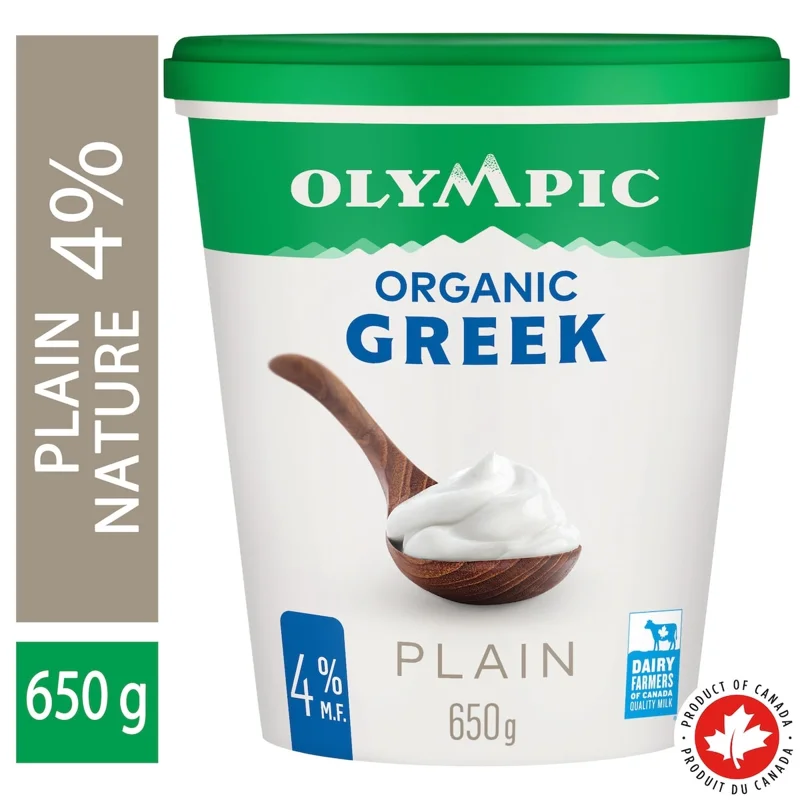 PLAIN 4%
NATURE
650 g
OLYMPIC
ORGANIC
GREEK
4%
M.F.
PLAIN
650g
DAIRY
FARMERS
OF CANADA
QUALITY MILK
PRODUCT OF CANADA
PRODUIT DU CANADA